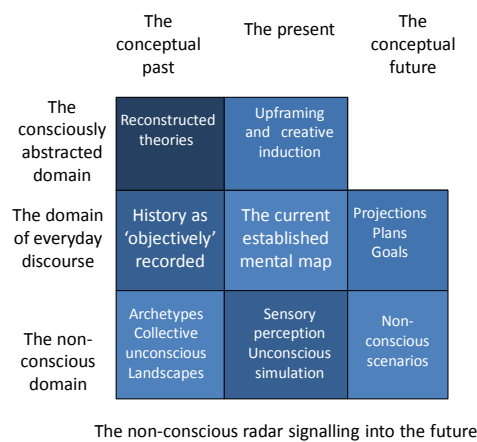 The
conceptual
past
The present
The
conceptual
future
The
consciously
abstracted
domain
Reconstructed
theories
Upframing
and creative
induction
The domain
of everyday
discourse
History as
‘objectively’
recorded
The current
established
mental map
Projections
Plans
Goals
The non-
conscious
domain
Archetypes
Collective
unconscious
Landscapes
Sensory
perception
Unconscious
simulation
Non-
conscious
scenarios
The non-conscious radar signalling into the future